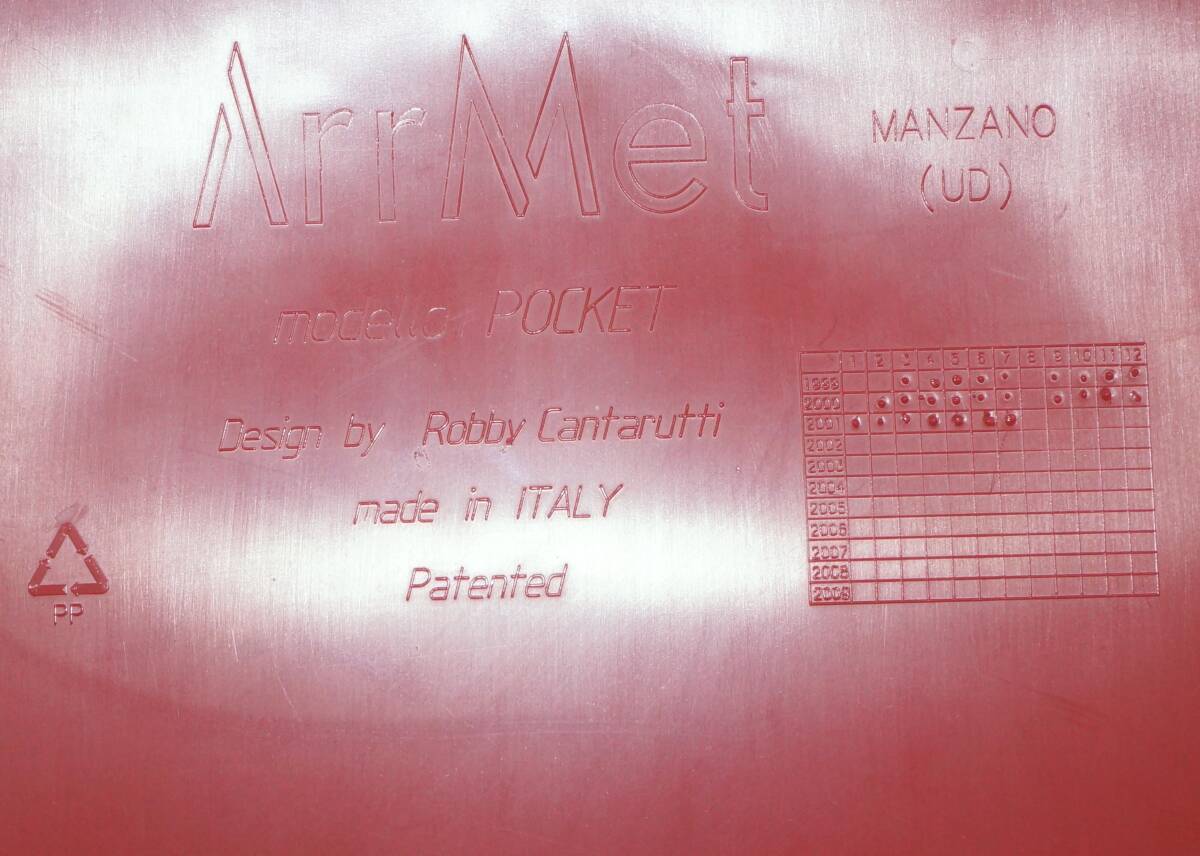 ArrMet
MANZANO
(UD)
modello POCKET
Design by Robby Cantarutti
made in ITALY
Patented
PP
1 2 3 4 5 6 7 8 9 10 11 12
1999
2000
2001
2002
2003
2004
2005
2006
2007
2008
2009